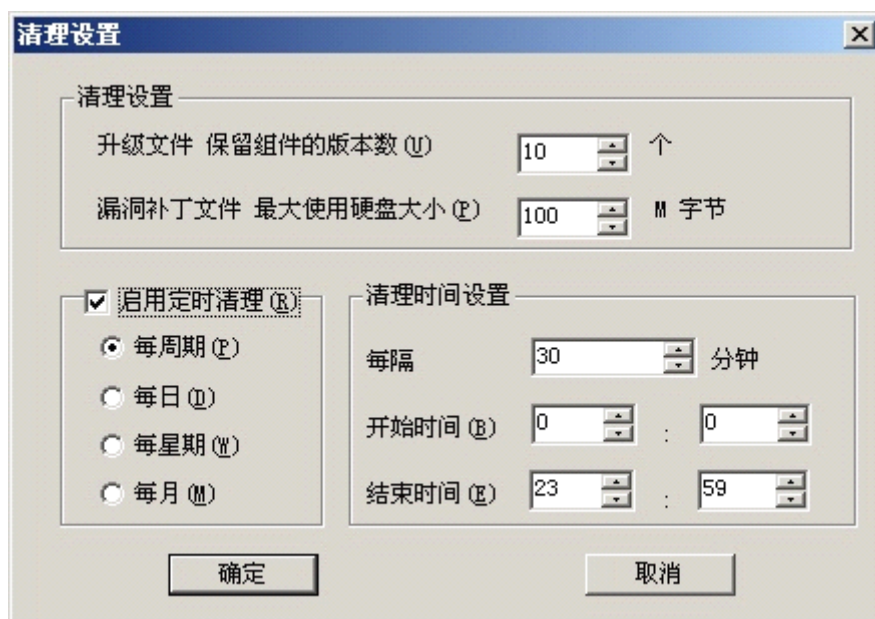 清理设置
清理设置
升级文件 保留组件的版本数(U) 10 个
漏洞补丁文件 最大使用硬盘大小(P) 100 M 字节
启用定时清理(R)
每周期(P)
每日(D)
每星期(W)
每月(M)
清理时间设置
每隔 30 分钟
开始时间(B) 0 : 0
结束时间(E) 23 : 59
确定 取消